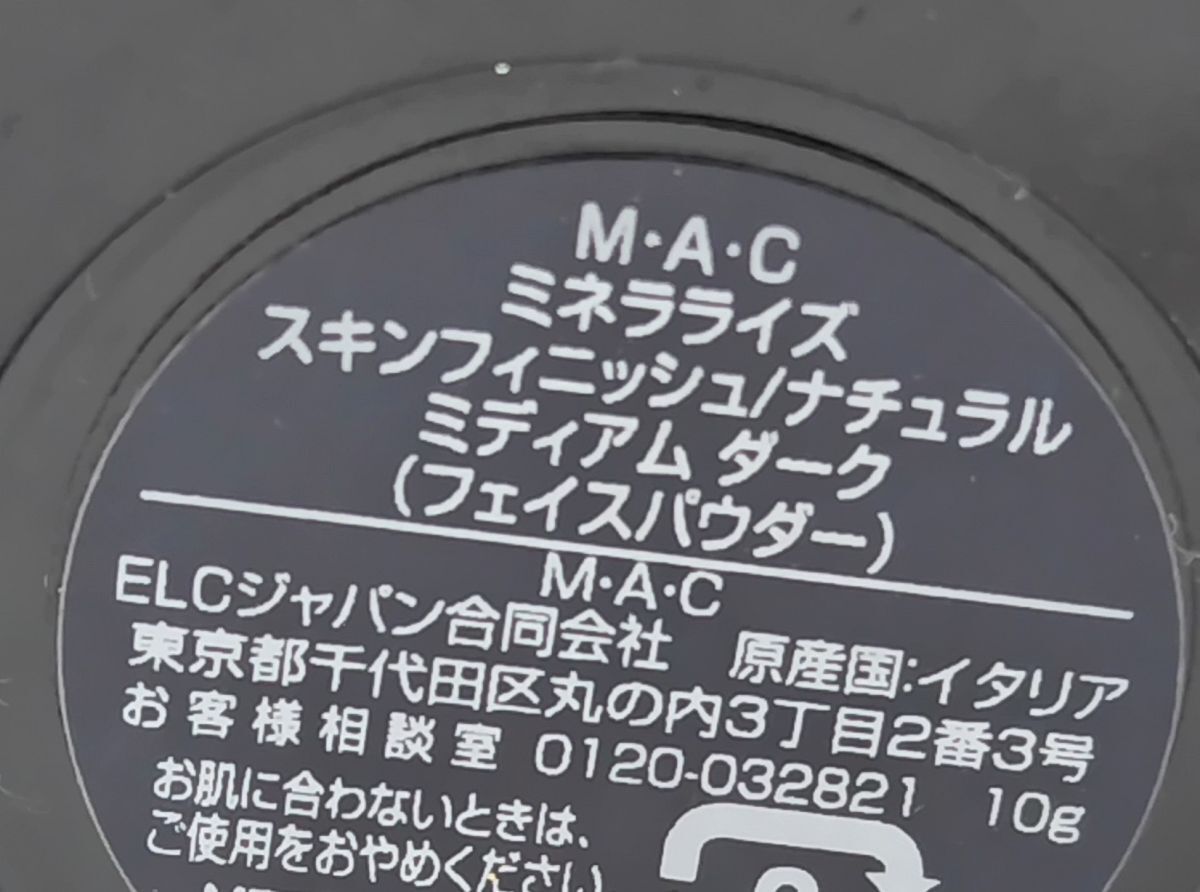 M・A・C
ミネラライズ
スキンフィニッシュ/ナチュラル
ミディアム ダーク
(フェイスパウダー)
M・A・C
ELCジャパン合同会社 原産国:イタリア
東京都千代田区丸の内3丁目2番3号
お客様相談室 0120-032821 10g
お肌に合わないときは、
ご使用をおやめください